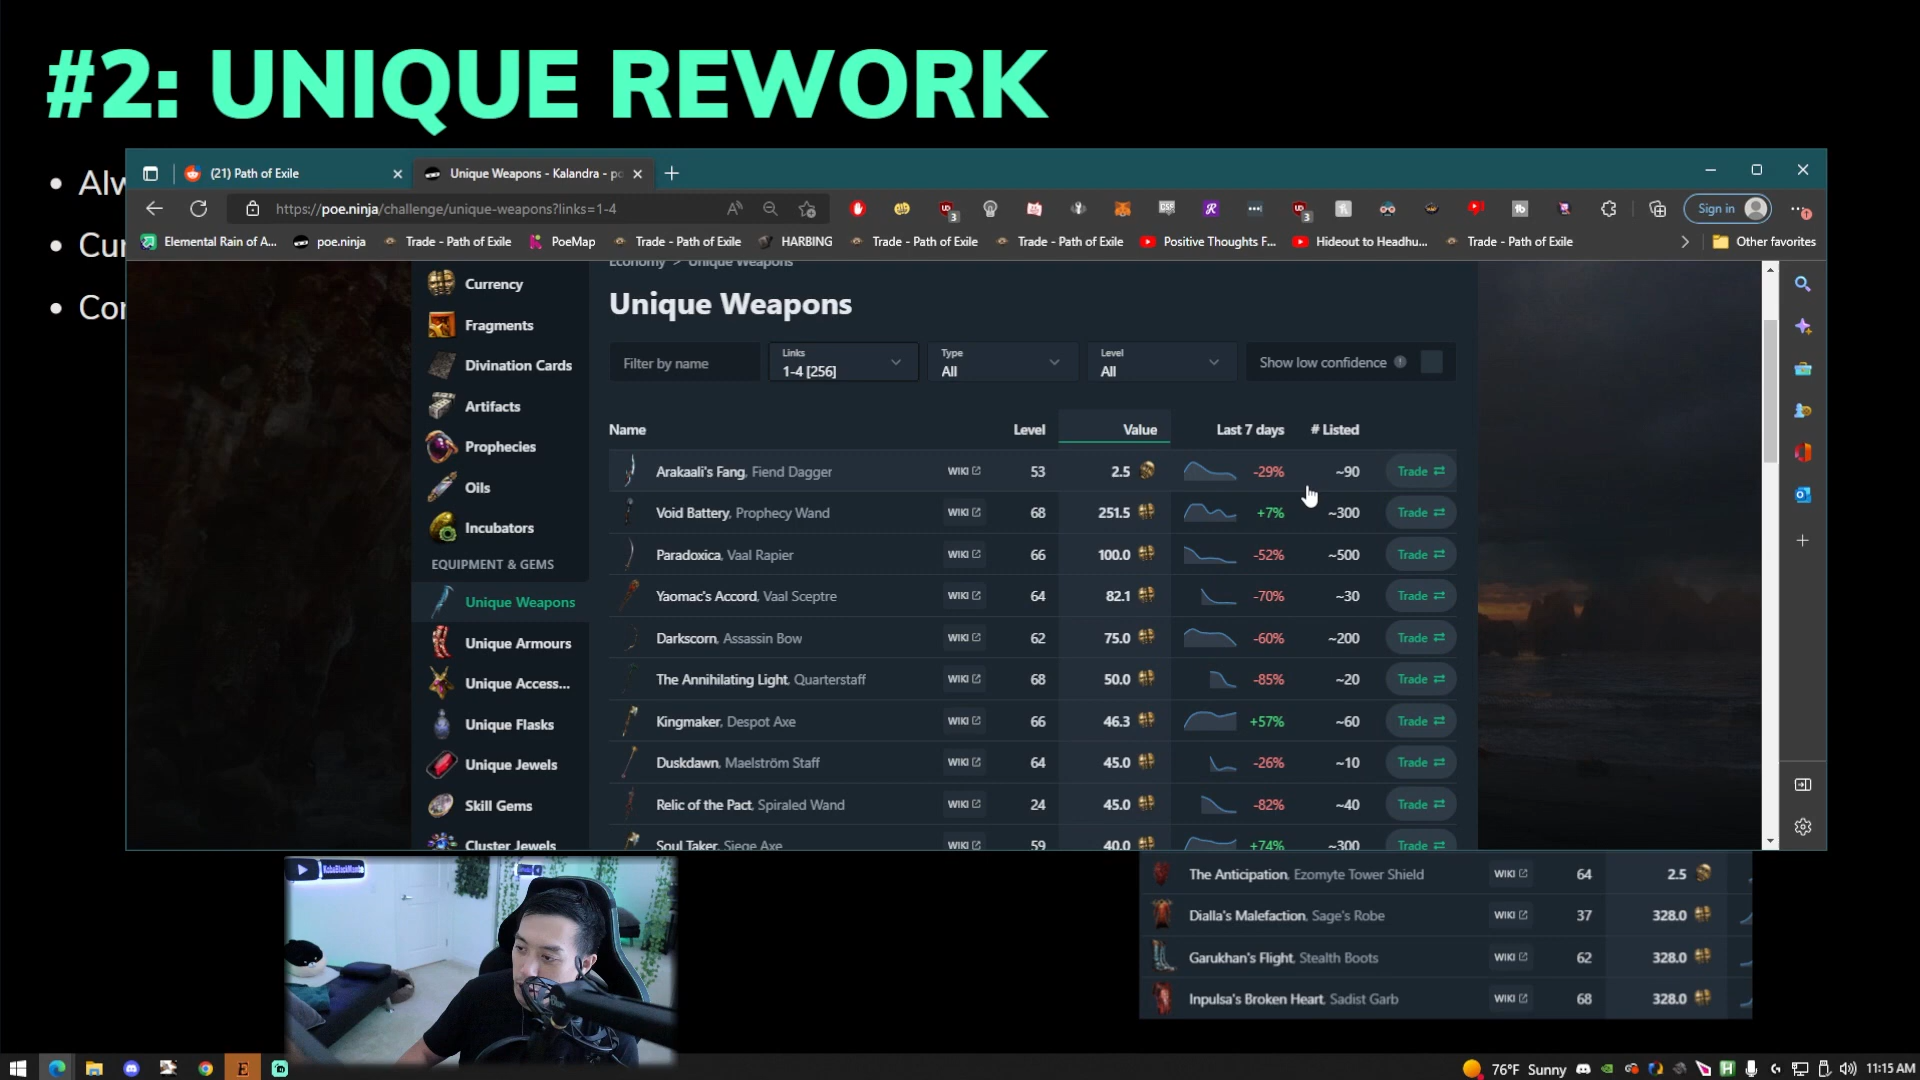 #2: UNIQUE REWORK
(21) Path of Exile
Unique Weapons - Kalandra - po
Alw
Cur
Cor
https://poe.ninja/challenge/unique-weapons?links=1-4
Sign in
Elemental Rain of A...
poe.ninja
Trade - Path of Exile
PoeMap
Trade - Path of Exile
HARBING
Trade - Path of Exile
Trade - Path of Exile
Positive Thoughts F...
Hideout to Headhu...
Trade - Path of Exile
Other favorites
Economy > Unique Weapons
Currency
Fragments
Divination Cards
Artifacts
Prophecies
Oils
Incubators
EQUIPMENT & GEMS
Unique Weapons
Unique Armours
Unique Access...
Unique Flasks
Unique Jewels
Skill Gems
Cluster Jewels
Unique Weapons
Filter by name
Links
1-4 [256]
Type
All
Level
All
Show low confidence
Name Level Value Last 7 days # Listed
Arakaali's Fang, Fiend Dagger WIKI 53 2.5 -29% ~90 Trade
Void Battery, Prophecy Wand WIKI 68 251.5 +7% ~300 Trade
Paradoxica, Vaal Rapier WIKI 66 100.0 -52% ~500 Trade
Yaomac's Accord, Vaal Sceptre WIKI 64 82.1 -70% ~30 Trade
Darkscorn, Assassin Bow WIKI 62 75.0 -60% ~200 Trade
The Annihilating Light, Quarterstaff WIKI 68 50.0 -85% ~20 Trade
Kingmaker, Despot Axe WIKI 66 46.3 +57% ~60 Trade
Duskdawn, Maelström Staff WIKI 64 45.0 -26% ~10 Trade
Relic of the Pact, Spiraled Wand WIKI 24 45.0 -82% ~40 Trade
Soul Taker, Siege Axe WIKI 59 40.0 +74% ~300 Trade
The Anticipation, Ezomyte Tower Shield WIKI 64 2.5
Dialla's Malefaction, Sage's Robe WIKI 37 328.0
Garukhan's Flight, Stealth Boots WIKI 62 328.0
Inpulsa's Broken Heart, Sadist Garb WIKI 68 328.0
76°F Sunny
11:15 AM